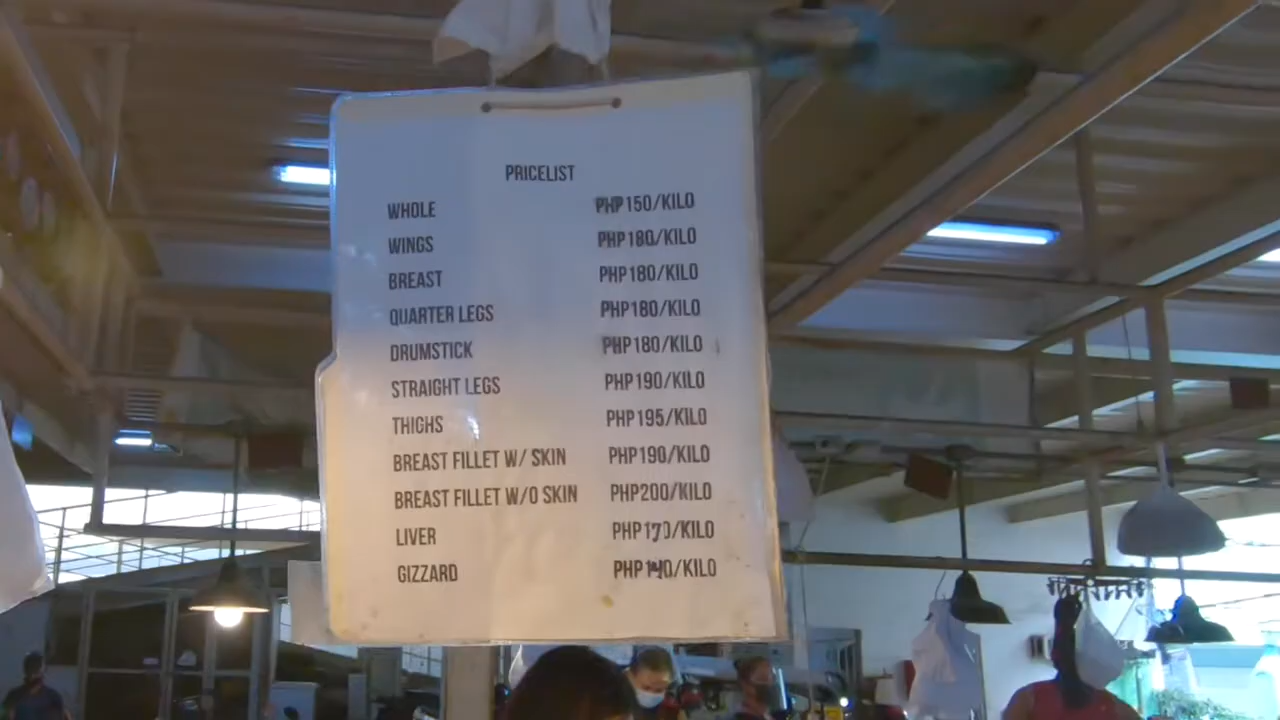 PRICELIST
WHOLE PHP150/KILO
WINGS PHP180/KILO
BREAST PHP180/KILO
QUARTER LEGS PHP180/KILO
DRUMSTICK PHP180/KILO
STRAIGHT LEGS PHP190/KILO
THIGHS PHP195/KILO
BREAST FILLET W/ SKIN PHP190/KILO
BREAST FILLET W/O SKIN PHP200/KILO
LIVER PHP170/KILO
GIZZARD PHP140/KILO